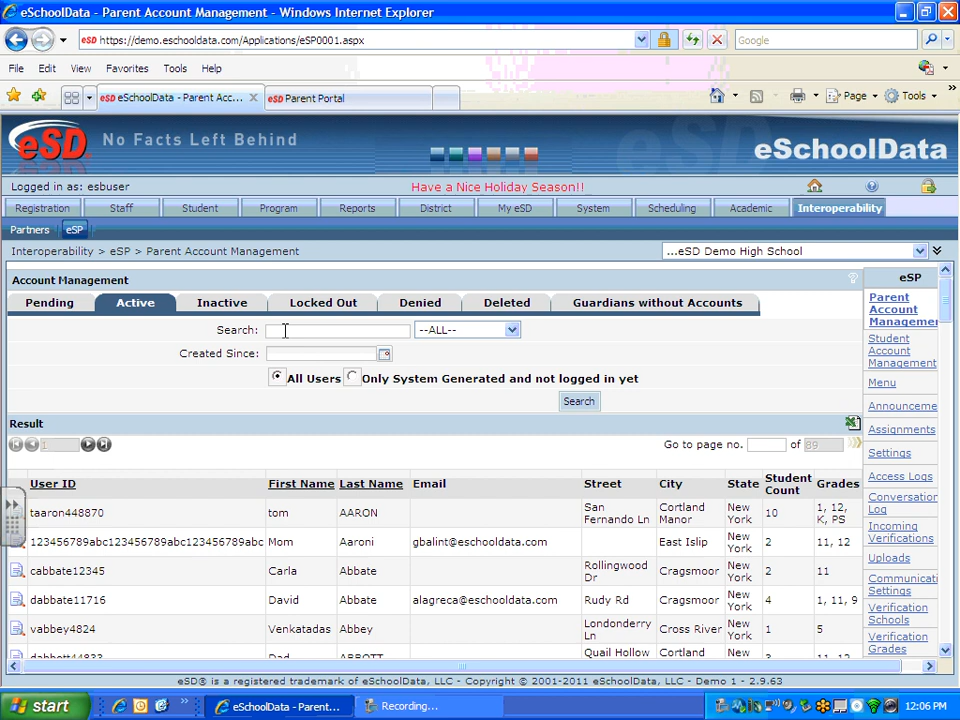 eSchoolData - Parent Account Management - Windows Internet Explorer
https://demo.eschooldata.com/Applications/eSP0001.aspx
Google
File Edit View Favorites Tools Help
eSchoolData - Parent Acc...
Parent Portal
Page Tools
eSD No Facts Left Behind
eSchoolData
Logged in as: esbuser
Have a Nice Holiday Season!!
Registration Staff Student Program Reports District My eSD System Scheduling Academic Interoperability
Partners eSP
Interoperability > eSP > Parent Account Management
...eSD Demo High School
Account Management
Pending Active Inactive Locked Out Denied Deleted Guardians without Accounts
Search: --ALL--
Created Since:
All Users Only System Generated and not logged in yet
Search
Result
1
Go to page no. of 89
User ID First Name Last Name Email Street City State Student Count Grades
taaron448870 tom AARON San Fernando Ln Cortland Manor New York 10 1, 12, K, PS
123456789abc123456789abc123456789abc Mom Aaroni gbalint@eschooldata.com East Islip New York 2 11, 12
cabbate12345 Carla Abbate Rollingwood Dr Cragsmoor New York 2 11
dabbate11716 David Abbate alagreca@eschooldata.com Rudy Rd Cragsmoor New York 4 1, 11, 9
vabbey4824 Venkatadas Abbey Londonderry Ln Cross River New York 1 5
dabbott44833 Dad ABBOTT Quail Hollow Cortland New 3 11, 12
eSP
Parent Account Manageme
Student Account Management
Menu
Announceme
Assignments
Settings
Access Logs
Conversation Log
Incoming Verifications
Uploads
Communicati Settings
Verification Schools
Verification Grades
eSD® is a registered trademark of eSchoolData, LLC - Copyright © 2001-2011 eSchoolData, LLC - Demo 1 - 2.9.63
start
eSchoolData - Parent...
Recording...
12:06 PM